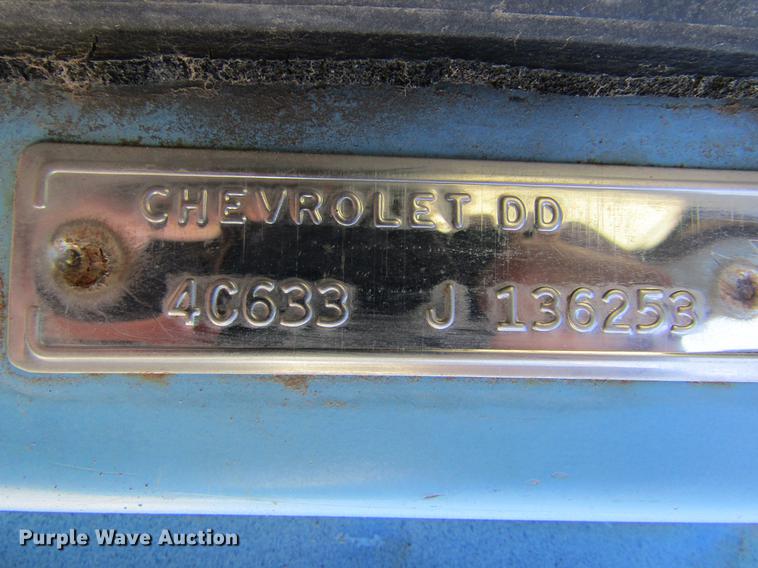 CHEVROLET DD
4C633 J 136253
Purple Wave Auction